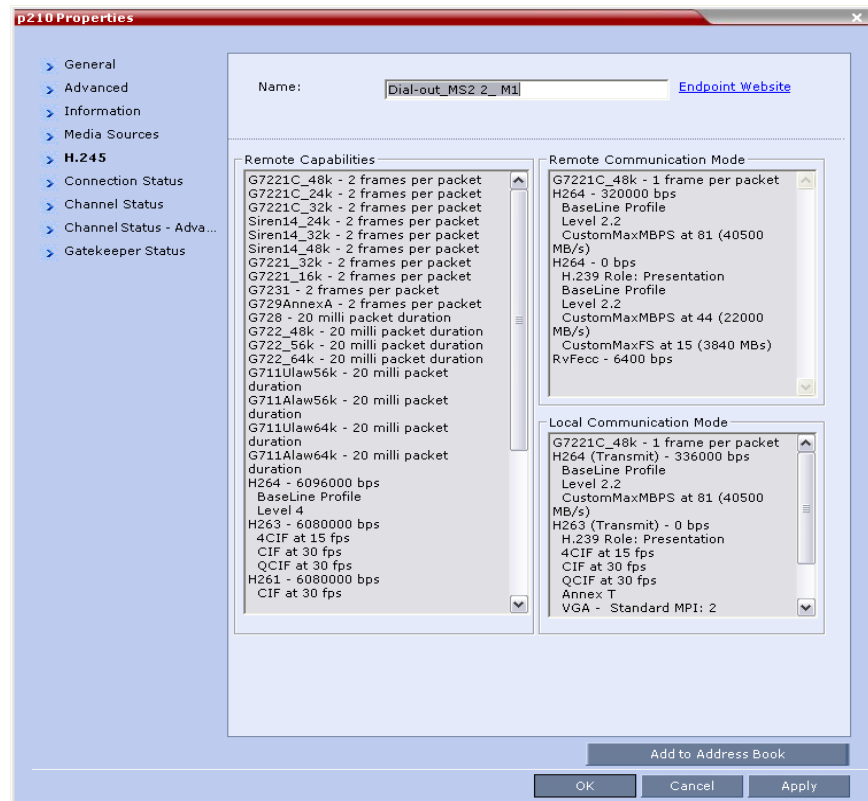 p210 Properties
General
Advanced
Information
Media Sources
H.245
Connection Status
Channel Status
Channel Status - Adva...
Gatekeeper Status
Name:
Dial-out_MS2 2_ M1
Endpoint Website
Remote Capabilities
G7221C_48k - 2 frames per packet
G7221C_24k - 2 frames per packet
G7221C_32k - 2 frames per packet
Siren14_24k - 2 frames per packet
Siren14_32k - 2 frames per packet
Siren14_48k - 2 frames per packet
G7221_32k - 2 frames per packet
G7221_16k - 2 frames per packet
G7231 - 2 frames per packet
G729AnnexA - 2 frames per packet
G728 - 20 milli packet duration
G722_48k - 20 milli packet duration
G722_56k - 20 milli packet duration
G722_64k - 20 milli packet duration
G711Ulaw56k - 20 milli packet
duration
G711Alaw56k - 20 milli packet
duration
G711Ulaw64k - 20 milli packet
duration
G711Alaw64k - 20 milli packet
duration
H264 - 6096000 bps
BaseLine Profile
Level 4
H263 - 6080000 bps
4CIF at 15 fps
CIF at 30 fps
QCIF at 30 fps
H261 - 6080000 bps
CIF at 30 fps
Remote Communication Mode
G7221C_48k - 1 frame per packet
H264 - 320000 bps
BaseLine Profile
Level 2.2
CustomMaxMBPS at 81 (40500
MB/s)
H264 - 0 bps
H.239 Role: Presentation
BaseLine Profile
Level 2.2
CustomMaxMBPS at 44 (22000
MB/s)
CustomMaxFS at 15 (3840 MBs)
RvFecc - 6400 bps
Local Communication Mode
G7221C_48k - 1 frame per packet
H264 (Transmit) - 336000 bps
BaseLine Profile
Level 2.2
CustomMaxMBPS at 81 (40500
MB/s)
H263 (Transmit) - 0 bps
H.239 Role: Presentation
4CIF at 15 fps
CIF at 30 fps
QCIF at 30 fps
Annex T
VGA - Standard MPI: 2
Add to Address Book
OK
Cancel
Apply